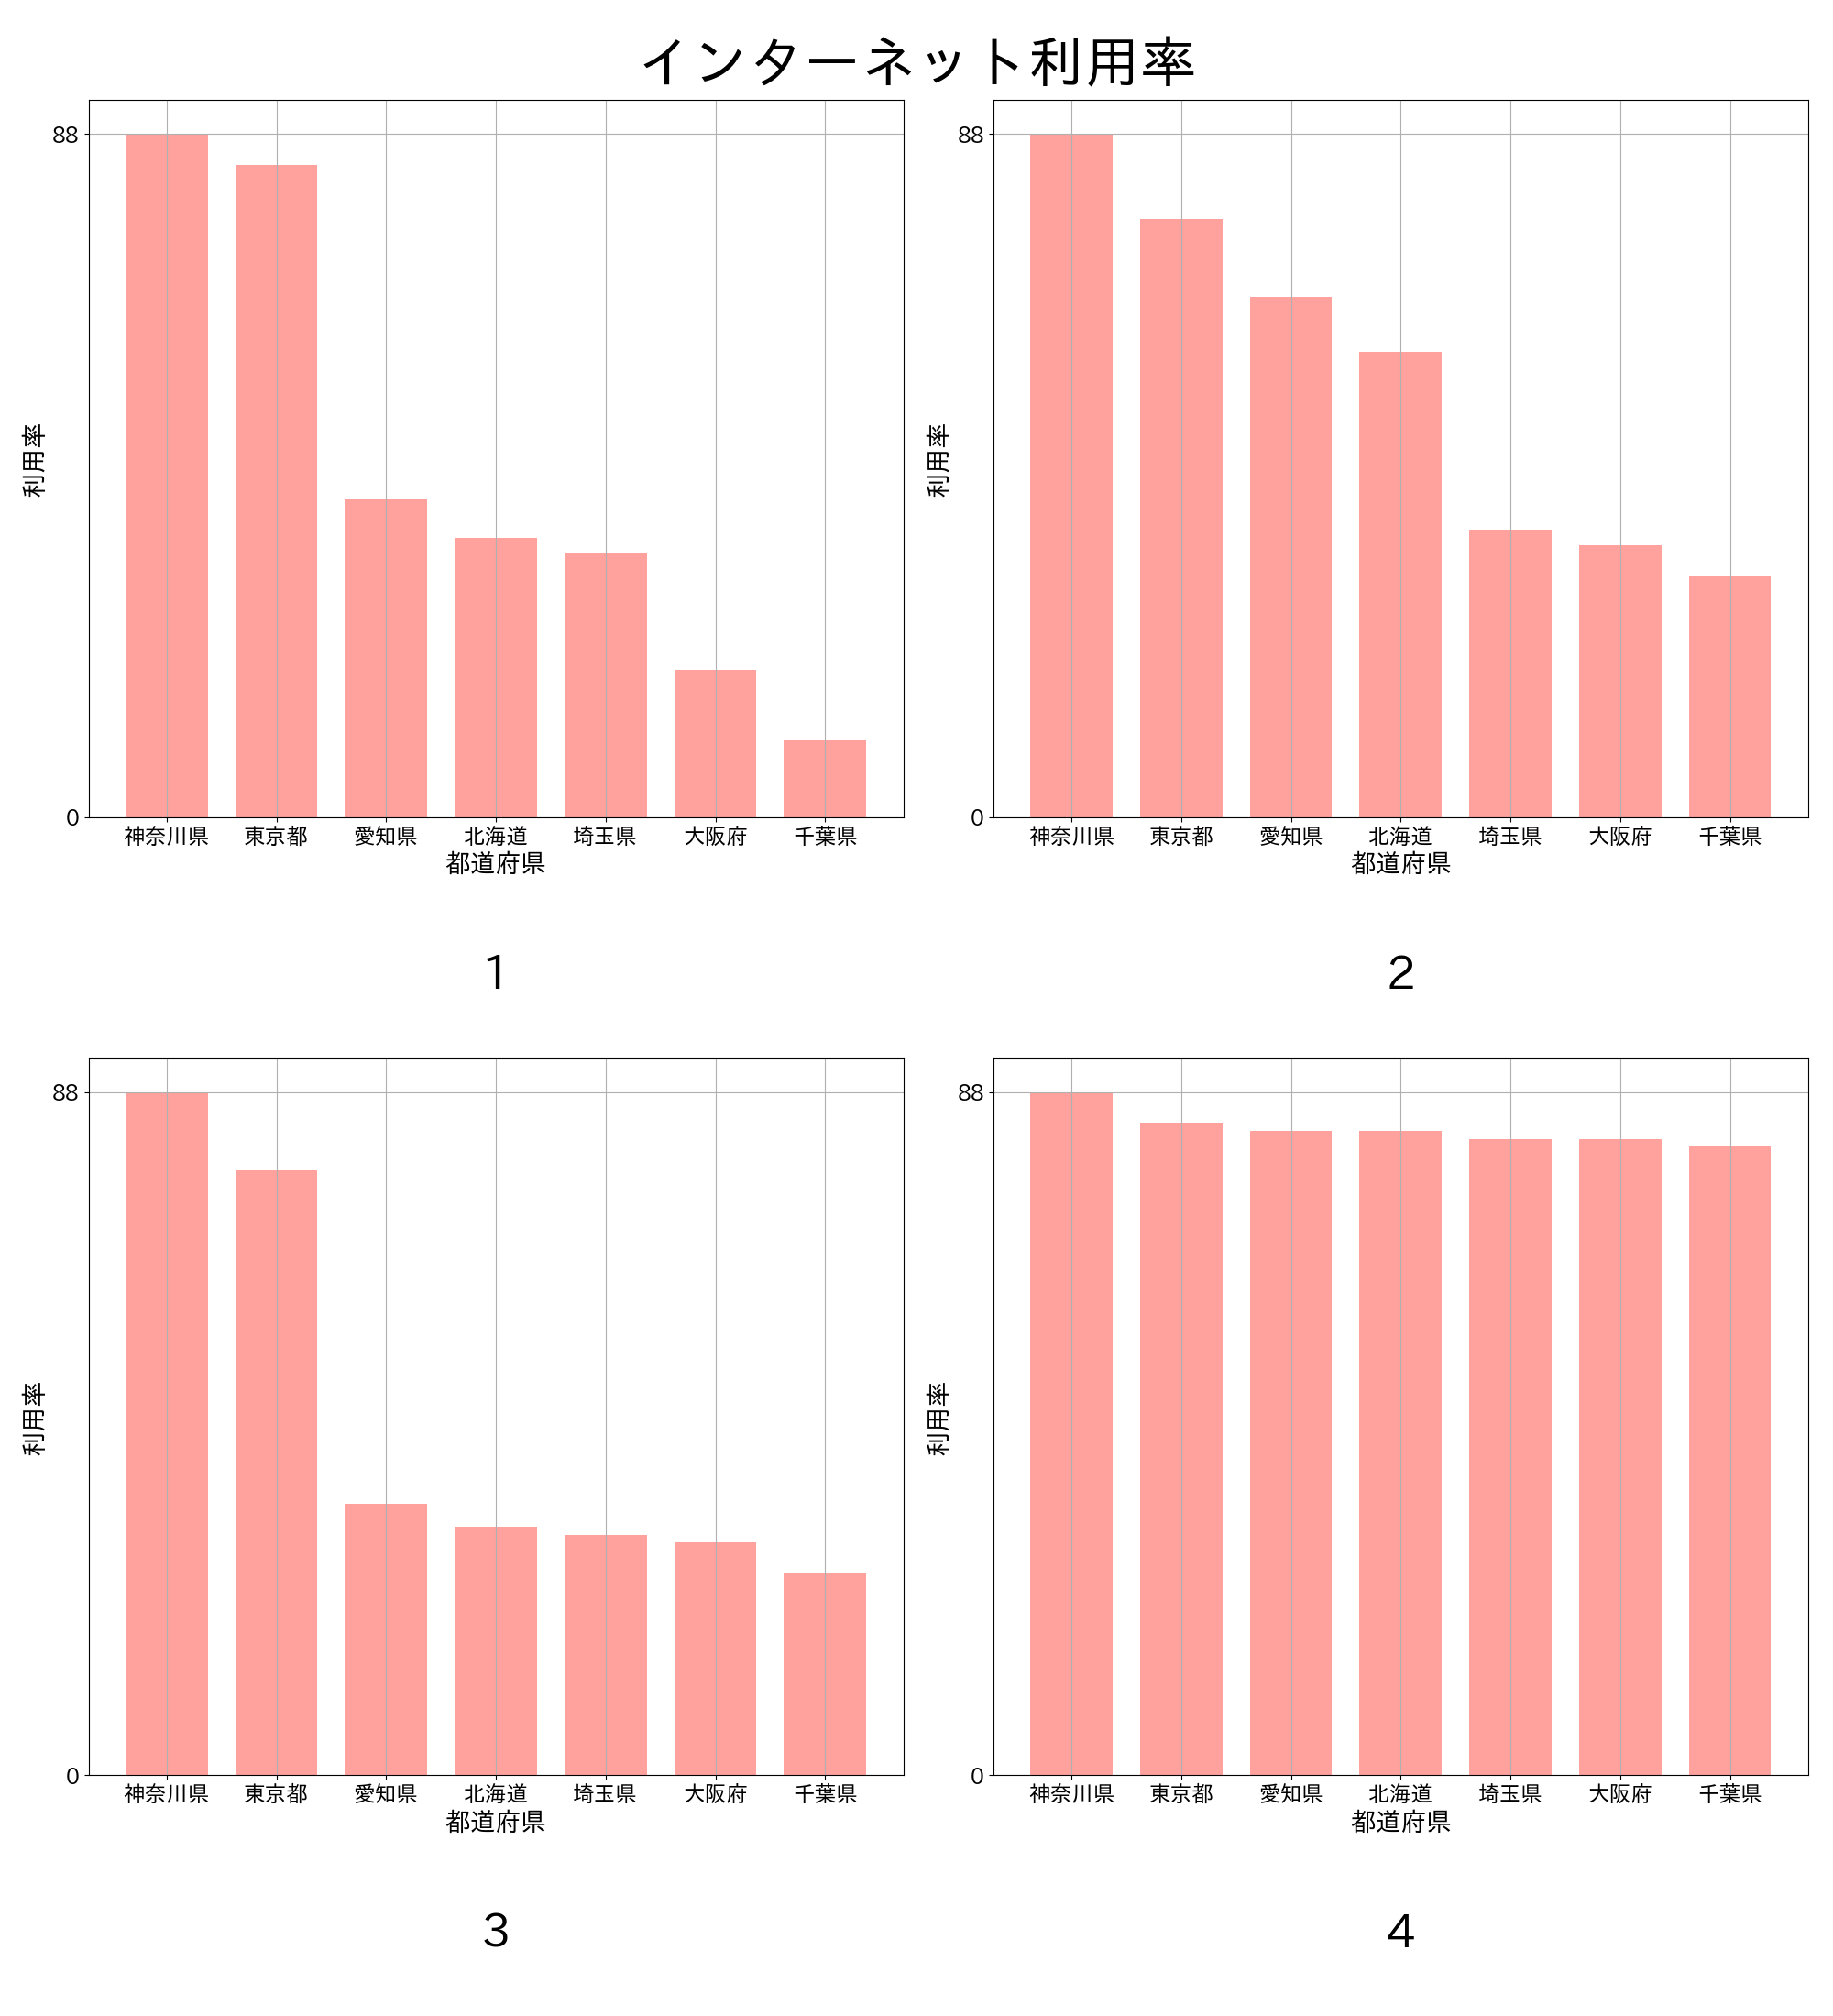 インターネット利用率
88
0
利用率
神奈川県 東京都 愛知県 北海道 埼玉県 大阪府 千葉県
都道府県
1
88
0
利用率
神奈川県 東京都 愛知県 北海道 埼玉県 大阪府 千葉県
都道府県
2
88
0
利用率
神奈川県 東京都 愛知県 北海道 埼玉県 大阪府 千葉県
都道府県
3
88
0
利用率
神奈川県 東京都 愛知県 北海道 埼玉県 大阪府 千葉県
都道府県
4